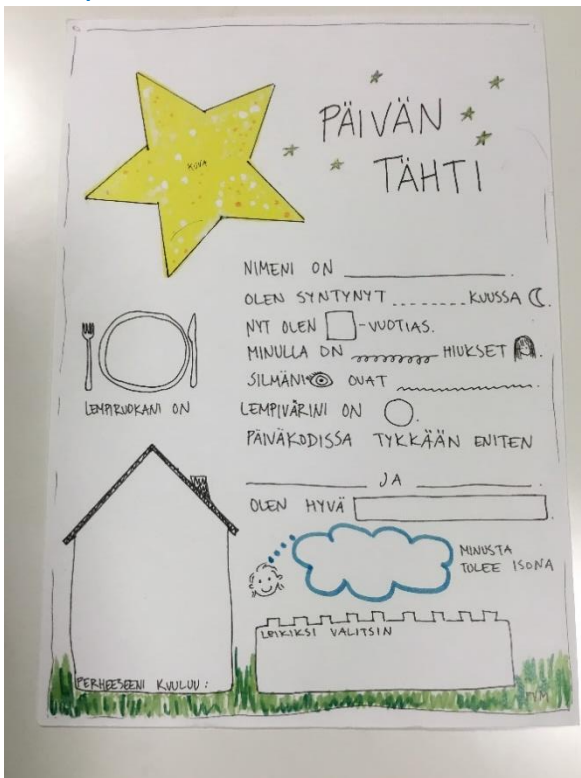 KUVA
PÄIVÄN
TÄHTI
NIMENI ON
OLEN SYNTYNYT KUUSSA
NYT OLEN -VUOTIAS.
MINULLA ON HIUKSET
SILMÄNI OVAT
LEMPIRUOKANI ON
LEMPIVÄRINI ON
PÄIVÄKODISSA TYKKÄÄN ENITEN
JA
OLEN HYVÄ
MINUSTA
TULEE ISONA
LEIKIKSI VALITSIN
PERHEESEENI KUULUU:
PVM